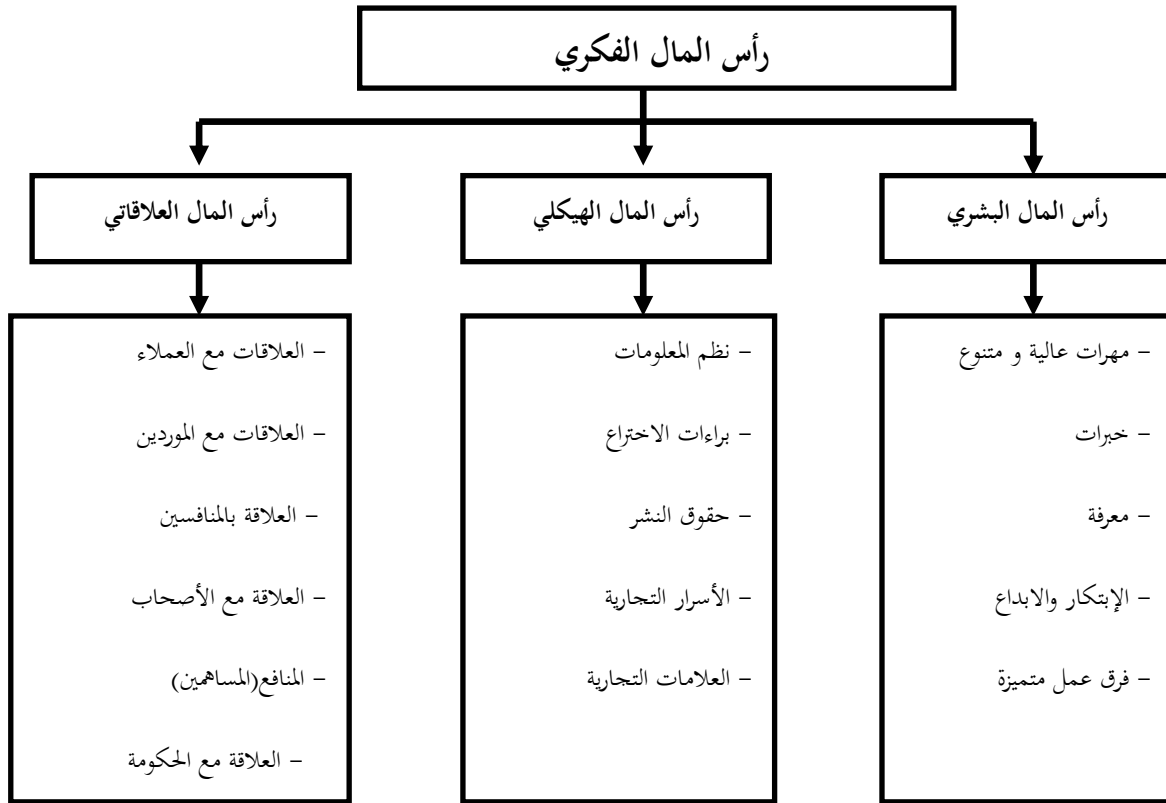 رأس المال الفكري
رأس المال البشري
رأس المال الهيكلي
رأس المال العلاقاتي
– مهرات عالية و متنوع
– خبرات
– معرفة
– الإبتكار والابداع
– فرق عمل متميزة
– نظم المعلومات
– براءات الاختراع
– حقوق النشر
– الأسرار التجارية
– العلامات التجارية
– العلاقات مع العملاء
– العلاقات مع الموردين
– العلاقة بالمنافسين
– العلاقة مع الأصحاب
– المنافع(المساهمين)
– العلاقة مع الحكومة